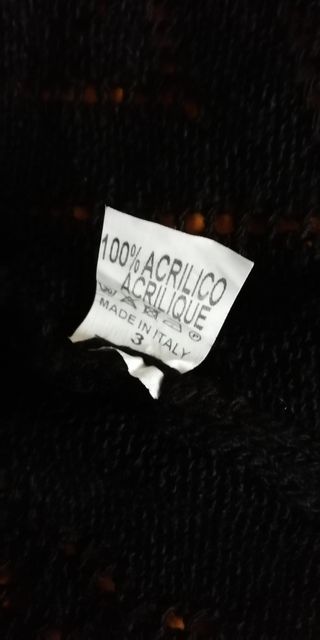 100% ACRILICO
ACRILIQUE
MADE IN ITALY
3